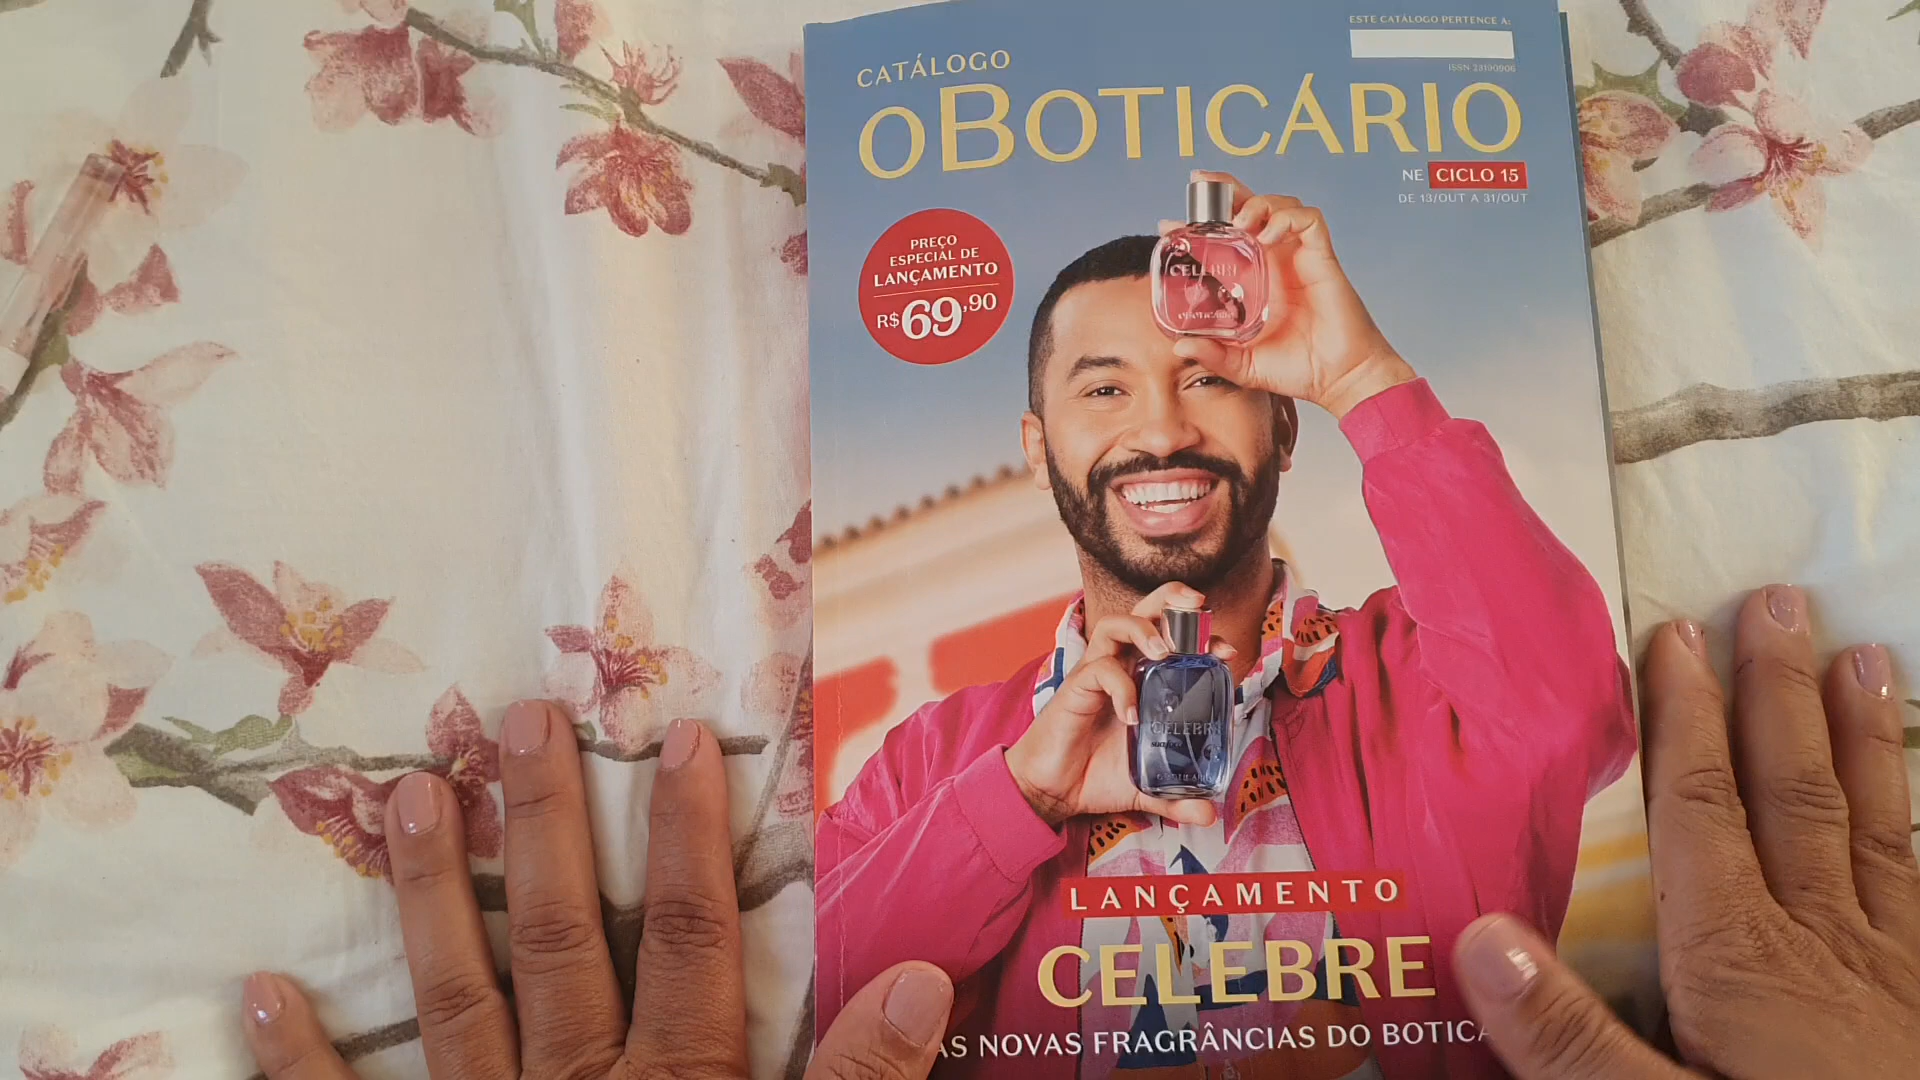 ESTE CATÁLOGO PERTENCE A:
ISSN 23190906
CATÁLOGO
OBOTICÁRIO
NE CICLO 15
DE 13/OUT A 31/OUT
PREÇO
ESPECIAL DE
LANÇAMENTO
R$69,90
CELEBRE
CELEBRE
LANÇAMENTO
CELEBRE
AS NOVAS FRAGRÂNCIAS DO BOTICA